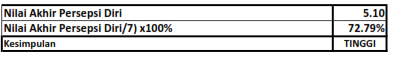 Nilai Akhir Persepsi Diri 5.10
Nilai Akhir Persepsi Diri/7) x100% 72.79%
Kesimpulan TINGGI